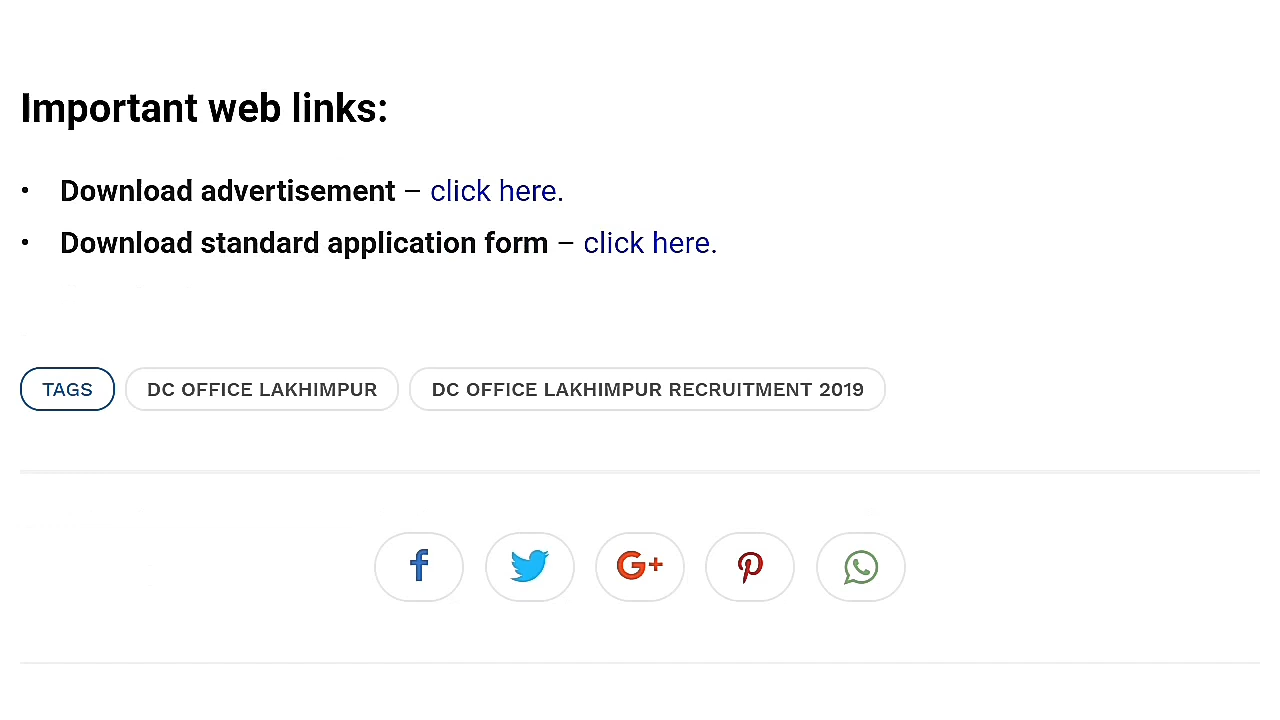 Important web links:
• Download advertisement – click here.
• Download standard application form – click here.
TAGS DC OFFICE LAKHIMPUR DC OFFICE LAKHIMPUR RECRUITMENT 2019